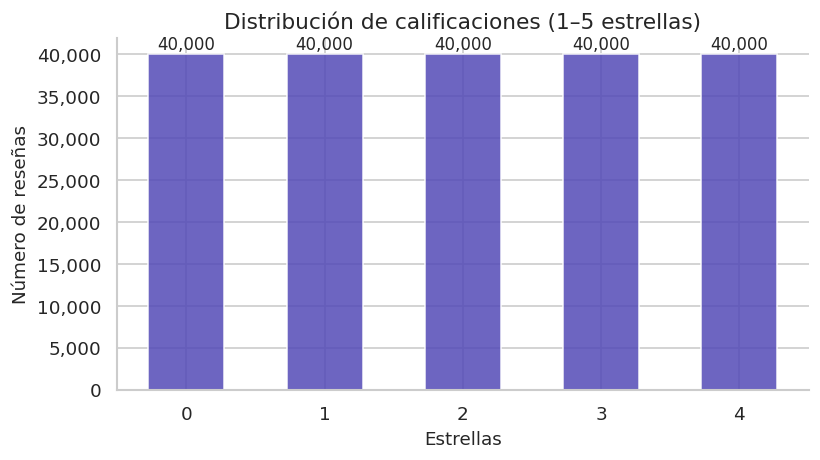 Distribución de calificaciones (1–5 estrellas)
40,000 40,000 40,000 40,000 40,000
40,000
35,000
30,000
25,000
20,000
15,000
10,000
5,000
0
Número de reseñas
0 1 2 3 4
Estrellas